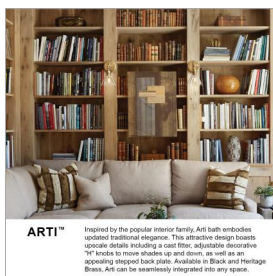 ARTI™
Inspired by the popular interior family, Arti bath embodies
updated traditional elegance. This attractive design boasts
upscale details including a cast fitter, adjustable decorative
"H" knobs to move shades up and down, as well as an
appealing stepped back plate. Available in Black and Heritage
Brass, Arti can be seamlessly integrated into any space.